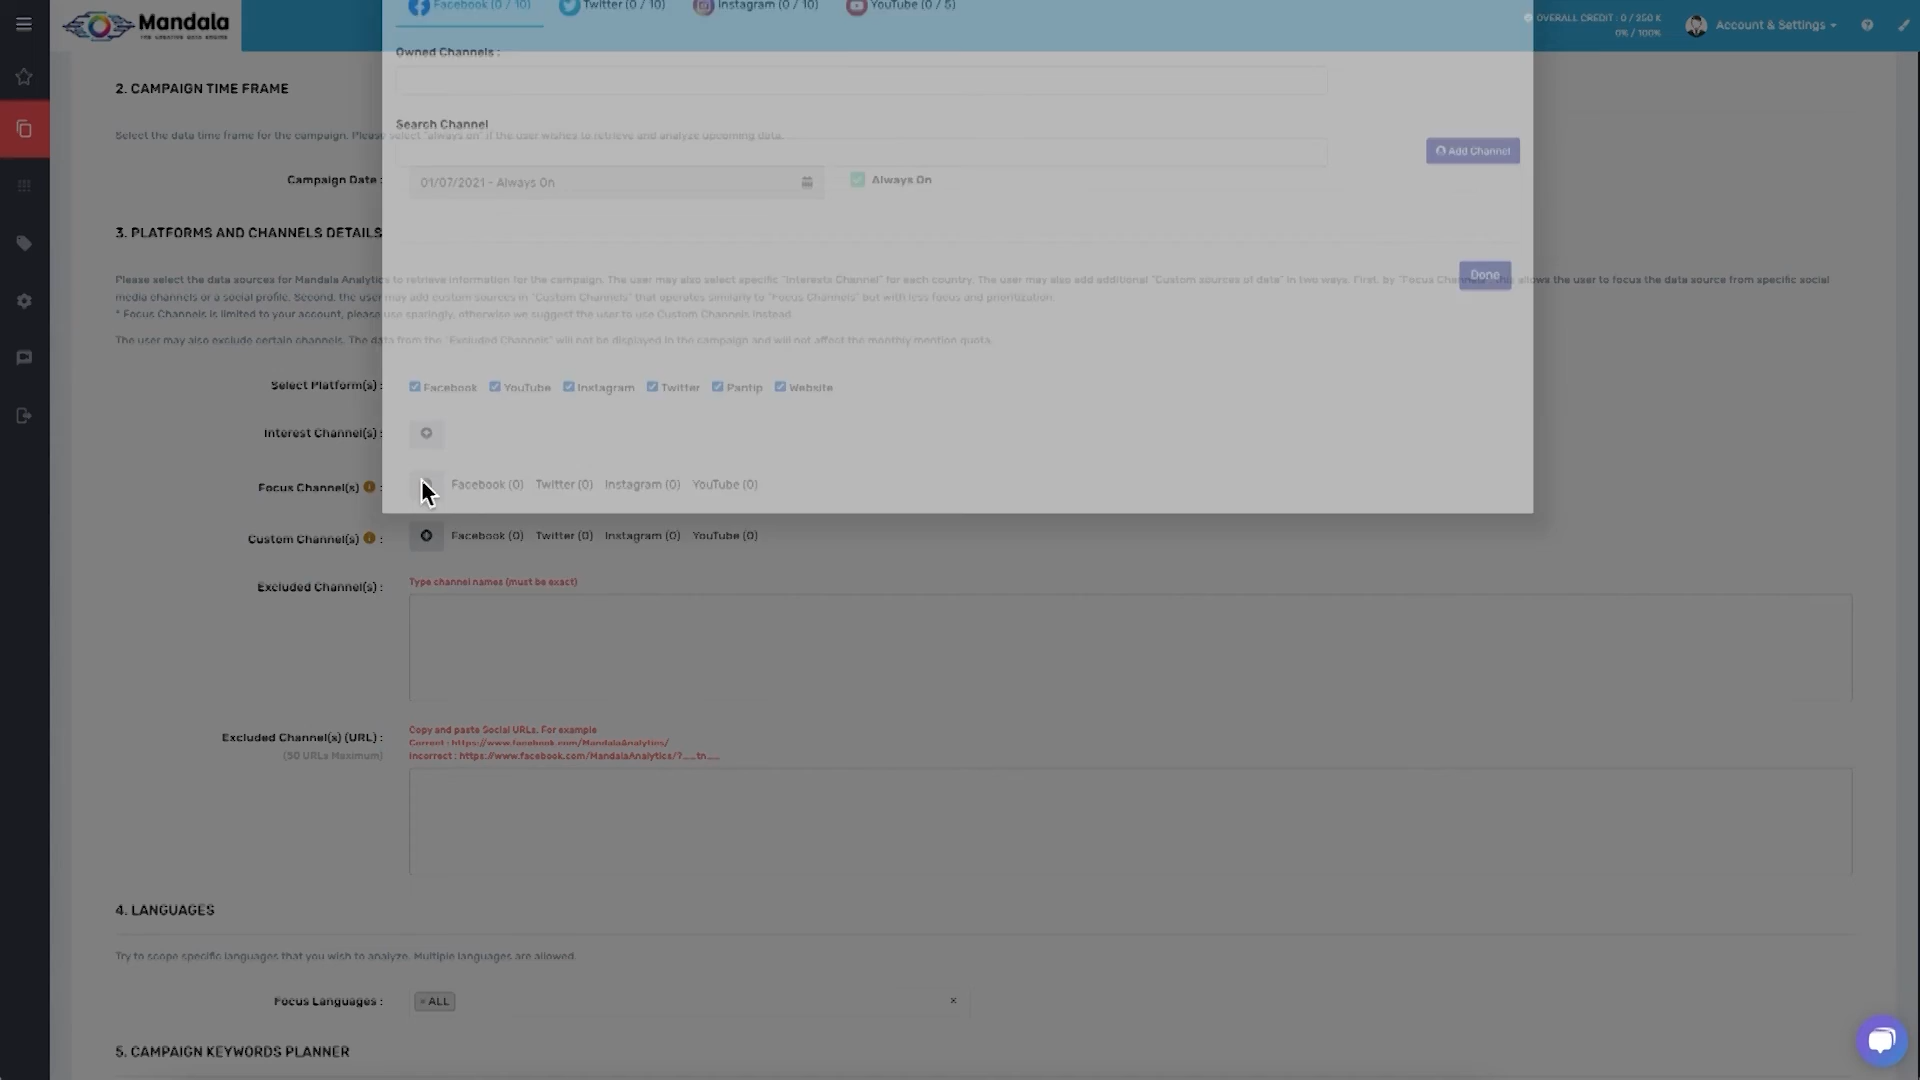 Mandala
THE CREATIVE DATA ENGINE
Facebook (0 / 10) Twitter (0 / 10) Instagram (0 / 10) YouTube (0 / 5)
OVERALL CREDIT : 0 / 250 K
0% / 100%
Account & Settings
Owned Channels :
2. CAMPAIGN TIME FRAME
Search Channel
Select the data time frame for the campaign. Please select "always on" if the user wishes to retrieve and analyze upcoming data.
Add Channel
Campaign Date : 01/07/2021 - Always On Always On
3. PLATFORMS AND CHANNELS DETAILS
Done
Please select the data sources for Mandala Analytics to retrieve information for the campaign. The user may also select specific "Interests Channel" for each country. The user may also add additional "Custom sources of data" in two ways. First, by "Focus Channels" this allows the user to focus the data source from specific social
media channels or a social profile. Second, the user may add custom sources in "Custom Channels" that operates similarly to "Focus Channels" but with less focus and prioritization.
* Focus Channels is limited to your account, please use sparingly, otherwise we suggest the user to use Custom Channels instead
The user may also exclude certain channels. The data from the "Excluded Channels" will not be displayed in the campaign and will not affect the monthly mention quota.
Select Platform(s) : Facebook YouTube Instagram Twitter Pantip Website
Interest Channel(s) :
Focus Channel(s) : Facebook (0) Twitter (0) Instagram (0) YouTube (0)
Custom Channel(s) : Facebook (0) Twitter (0) Instagram (0) YouTube (0)
Excluded Channel(s) : Type channel names (must be exact)
Excluded Channel(s) (URL) :
(50 URLs Maximum)
Copy and paste Social URLs. For example
Correct : https://www.facebook.com/MandalaAnalytics/
Incorrect : https://www.facebook.com/MandalaAnalytics/?__tn__
4. LANGUAGES
Try to scope specific languages that you wish to analyze. Multiple languages are allowed.
Focus Languages : × ALL ×
5. CAMPAIGN KEYWORDS PLANNER